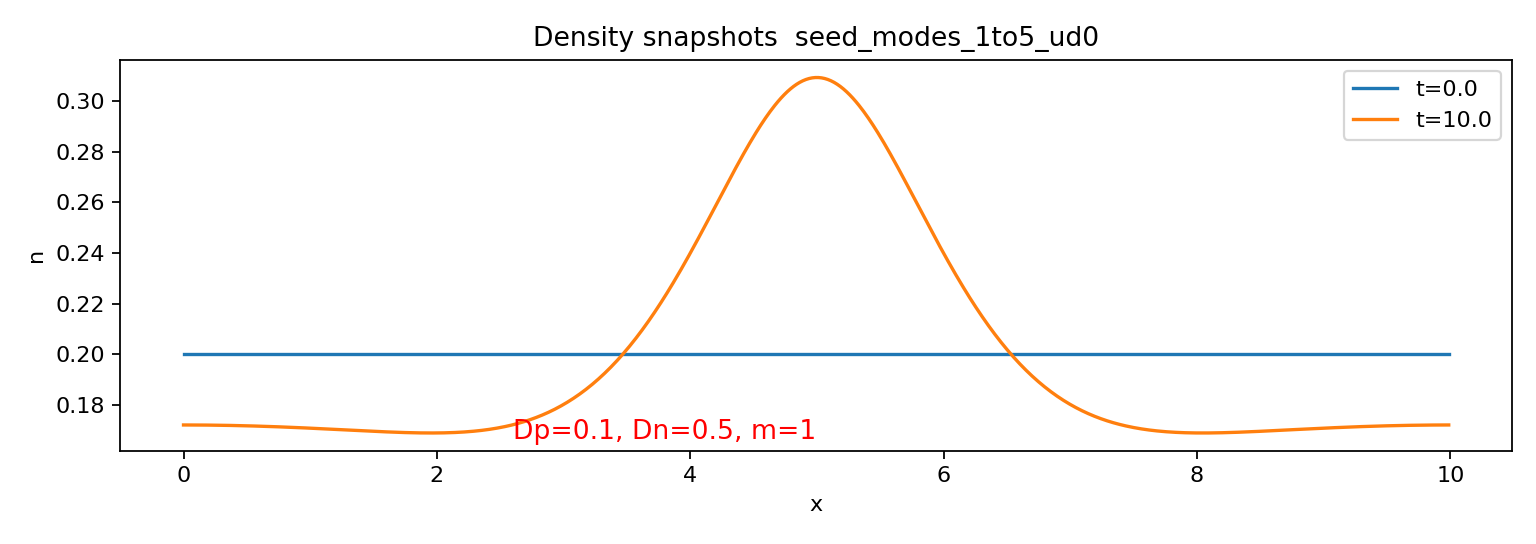 Density snapshots  seed_modes_1to5_ud0
t=0.0
t=10.0
0.30
0.28
0.26
0.24
0.22
0.20
0.18
n
Dp=0.1, Dn=0.5, m=1
0 2 4 6 8 10
x